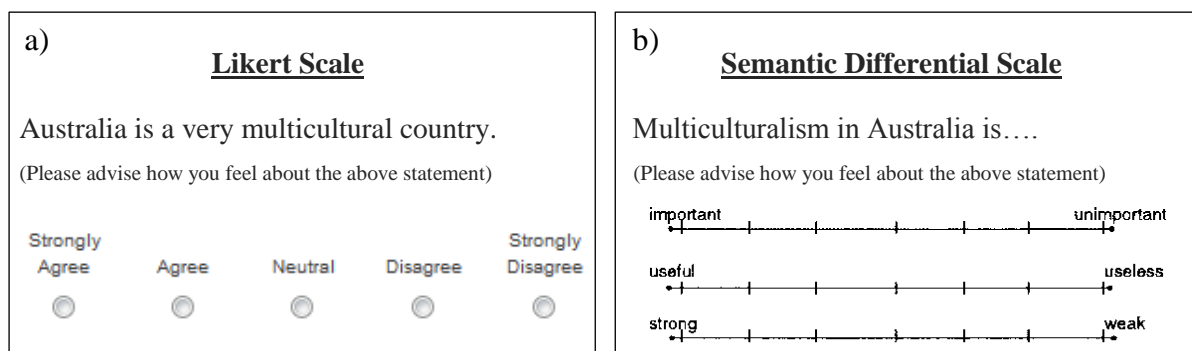 a)
Likert Scale
Australia is a very multicultural country.
(Please advise how you feel about the above statement)
Strongly Agree
Agree
Neutral
Disagree
Strongly Disagree
b)
Semantic Differential Scale
Multiculturalism in Australia is….
(Please advise how you feel about the above statement)
important unimportant
useful useless
strong weak